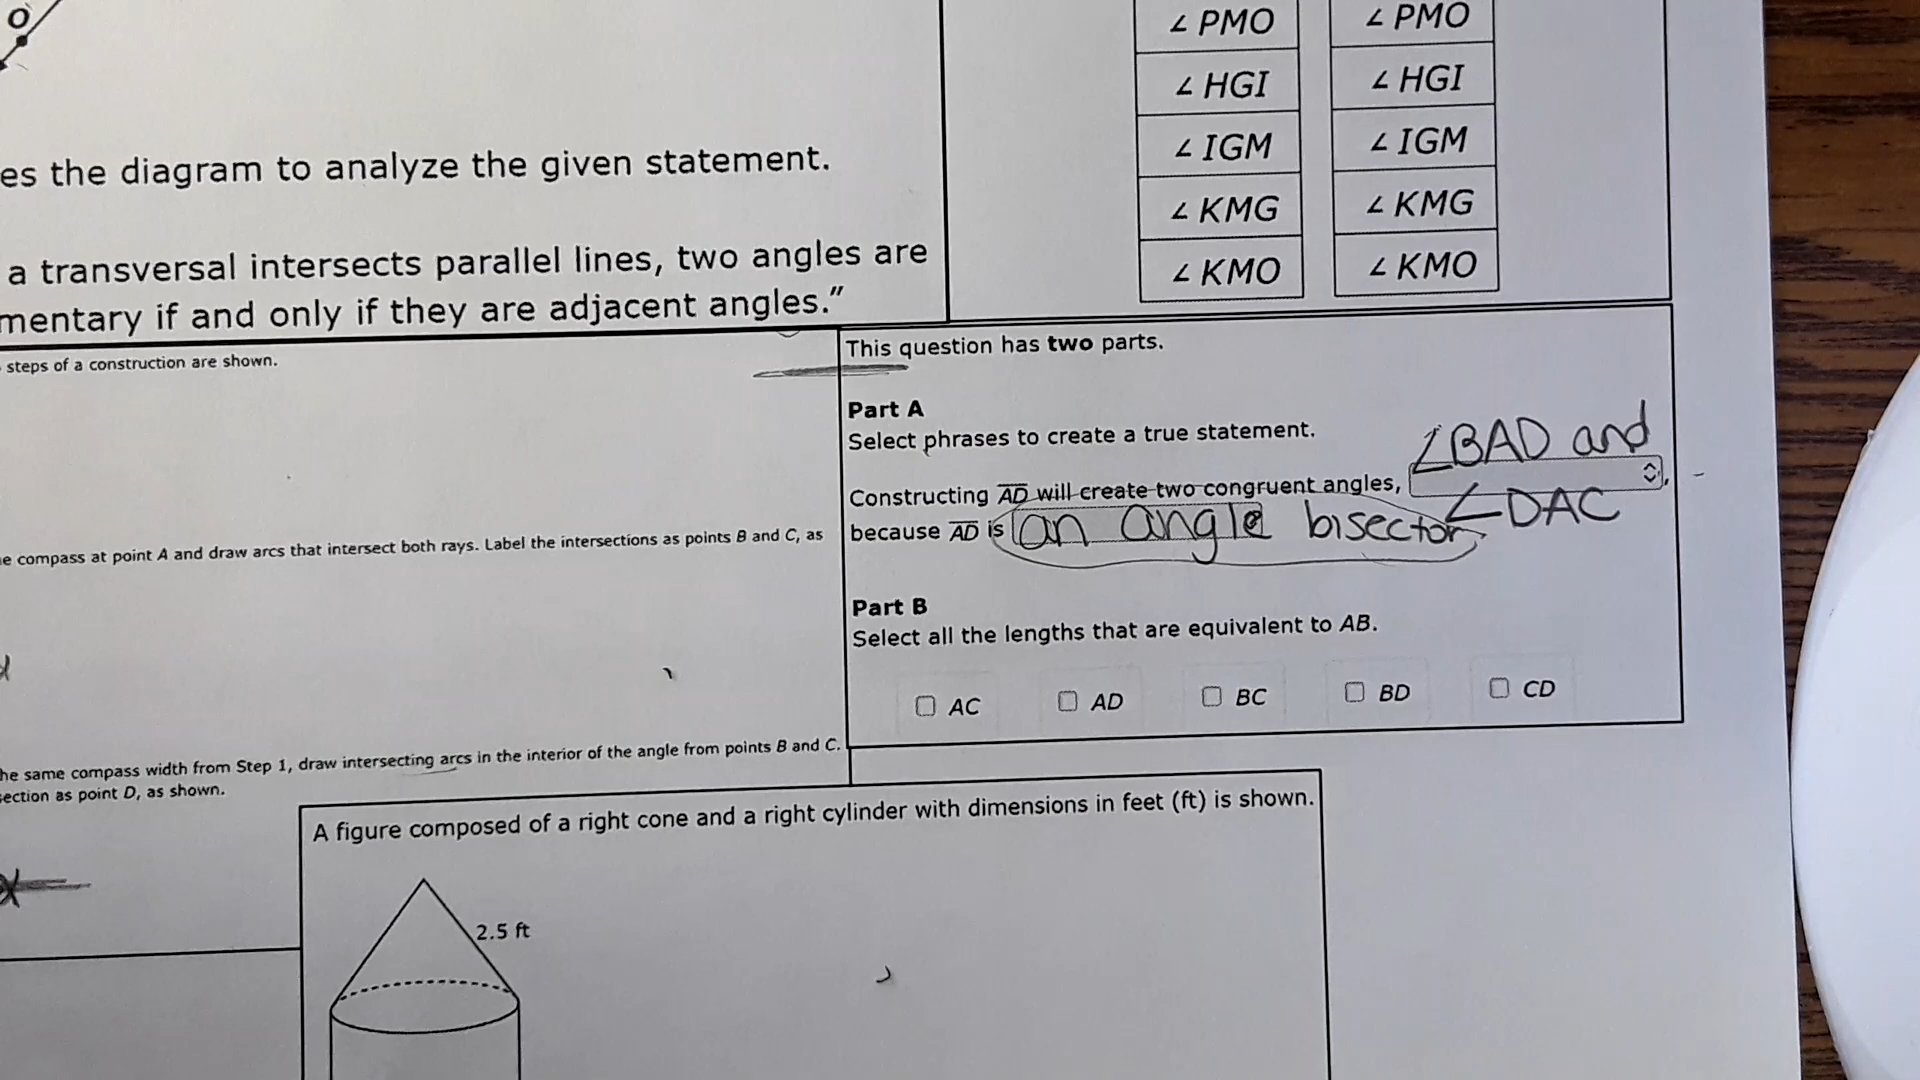 O
∠ PMO ∠ PMO
∠ HGI ∠ HGI
∠ IGM ∠ IGM
∠ KMG ∠ KMG
∠ KMO ∠ KMO
es the diagram to analyze the given statement.
a transversal intersects parallel lines, two angles are
mentary if and only if they are adjacent angles.”
steps of a construction are shown.
e compass at point A and draw arcs that intersect both rays. Label the intersections as points B and C, as
he same compass width from Step 1, draw intersecting arcs in the interior of the angle from points B and C.
ection as point D, as shown.
This question has two parts.
Part A
Select phrases to create a true statement.
∠BAD and
Constructing AD will create two congruent angles, ,
∠DAC
because AD is an angle bisector.
Part B
Select all the lengths that are equivalent to AB.
AC AD BC BD CD
A figure composed of a right cone and a right cylinder with dimensions in feet (ft) is shown.
2.5 ft